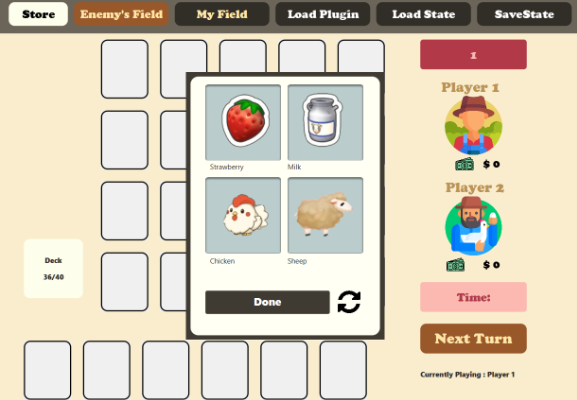 Store
Enemy's Field
My Field
Load Plugin
Load State
SaveState
1
Player 1
$ 0
Player 2
$ 0
Deck
36/40
Strawberry
Milk
Chicken
Sheep
Done
Time:
Next Turn
Currently Playing : Player 1